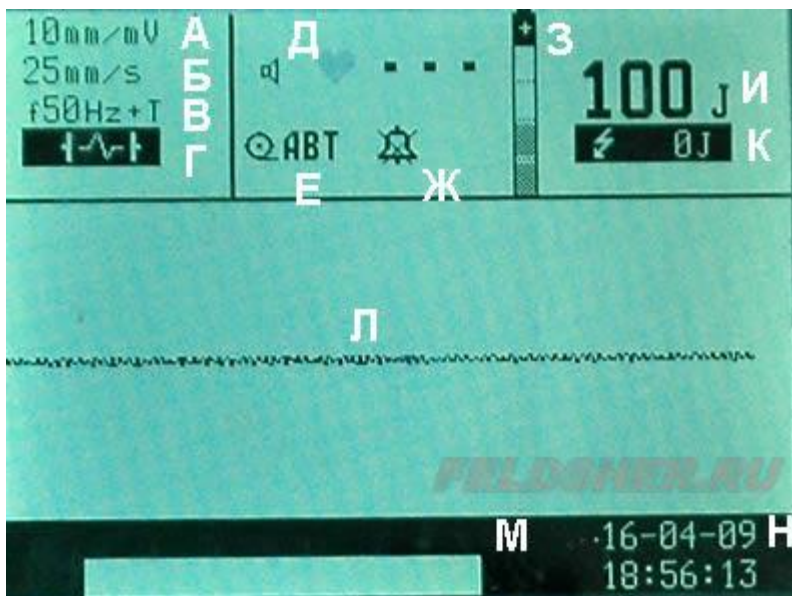 10mm/mV А
25mm/s Б
f50Hz+T В
Г
Д - - -
АВТ
Е
Ж
З
+
100 J И
0J К
Л
FELDSHER.RU
М
16-04-09 Н
18:56:13